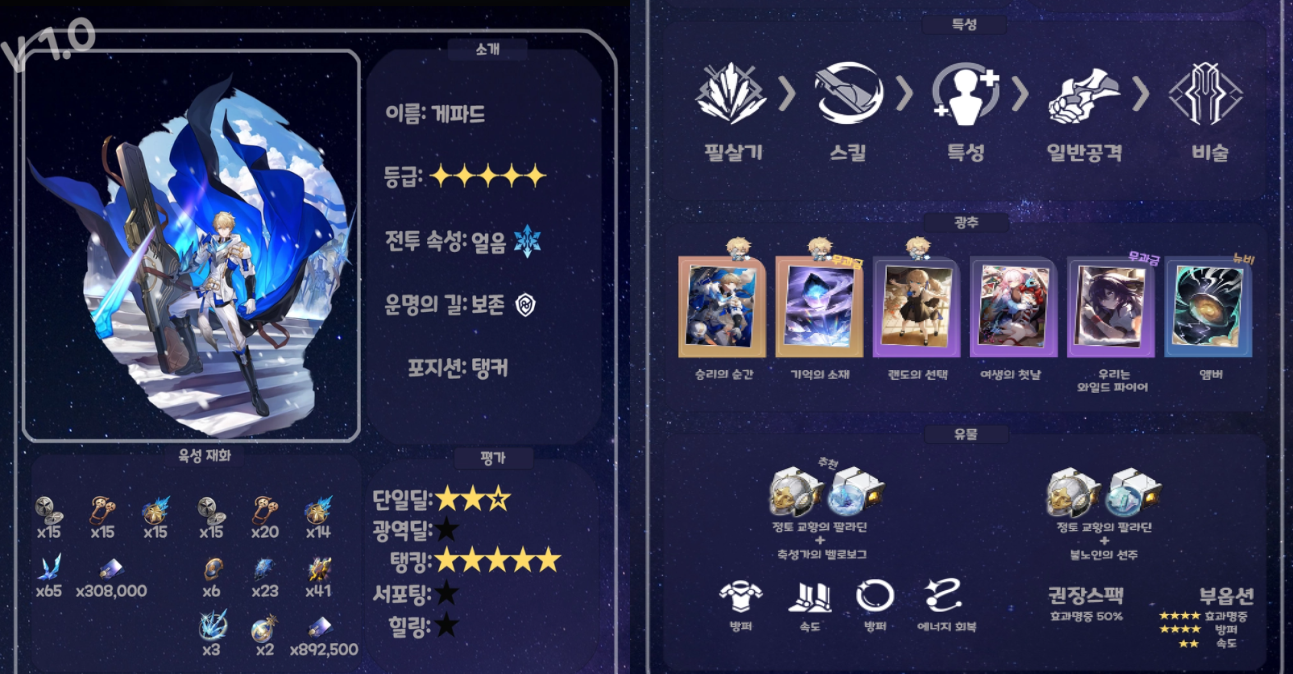 V 1.0
소개
이름: 게파드
등급:
전투 속성: 얼음
운명의 길: 보존
포지션: 탱커
육성 재화
x15 x15 x15 x15 x20 x14
x65 x308,000 x6 x23 x41
x3 x2 x892,500
평가
단일딜:
광역딜:
탱킹:
서포팅:
힐링:
특성
필살기
스킬
특성
일반공격
비술
광추
무과금
무과금
뉴비
승리의 순간
기억의 소재
랜도의 선택
여생의 첫날
우리는
와일드 파이어
앰버
유물
추천
정토 교황의 팔라딘
+
축성가의 벨로보그
정토 교황의 팔라딘
+
불노인의 선주
방퍼
속도
방퍼
에너지 회복
권장스팩
효과명중 50%
부옵션
효과명중
방퍼
속도